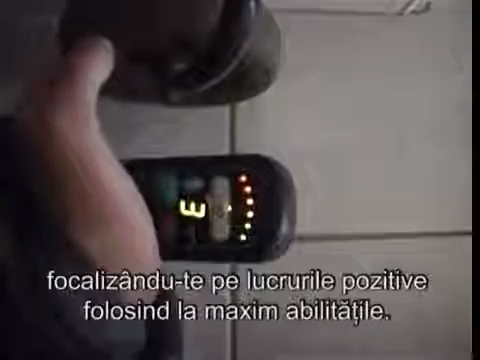 focalizându-te pe lucrurile pozitive
folosind la maxim abilitățile.